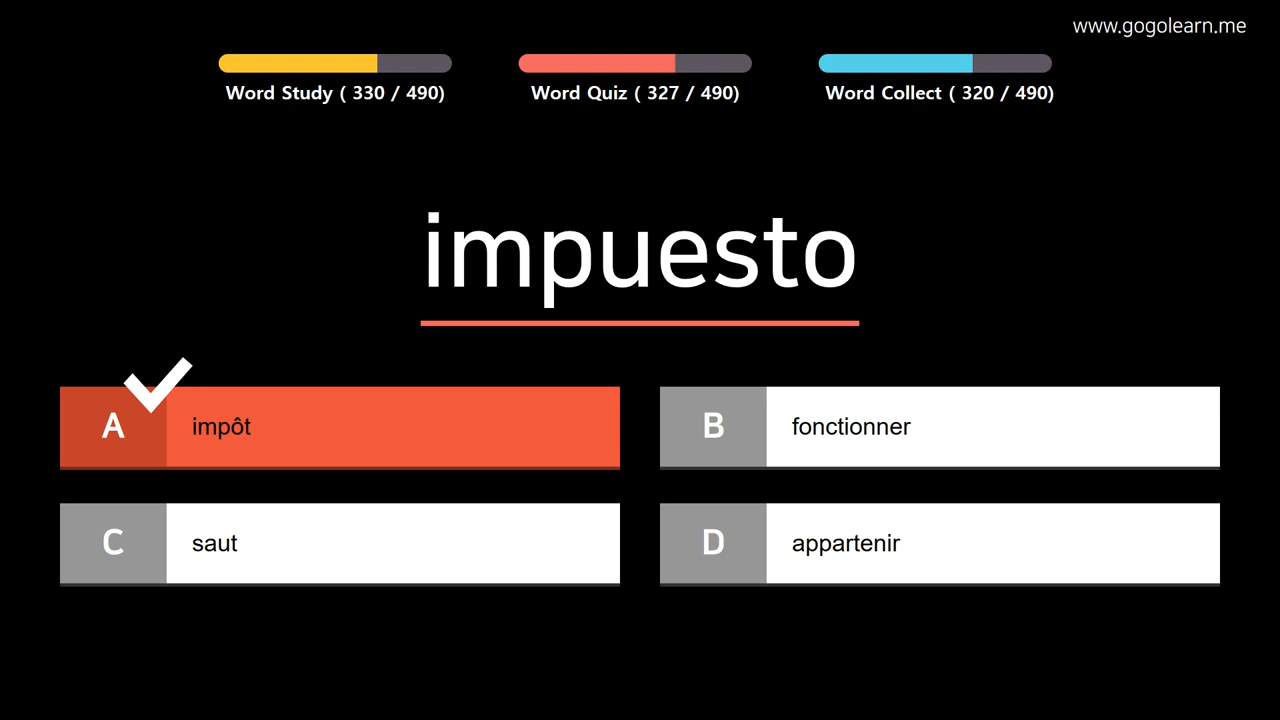 www.gogolearn.me
Word Study ( 330 / 490)
Word Quiz ( 327 / 490)
Word Collect ( 320 / 490)
impuesto
A
impôt
B
fonctionner
C
saut
D
appartenir